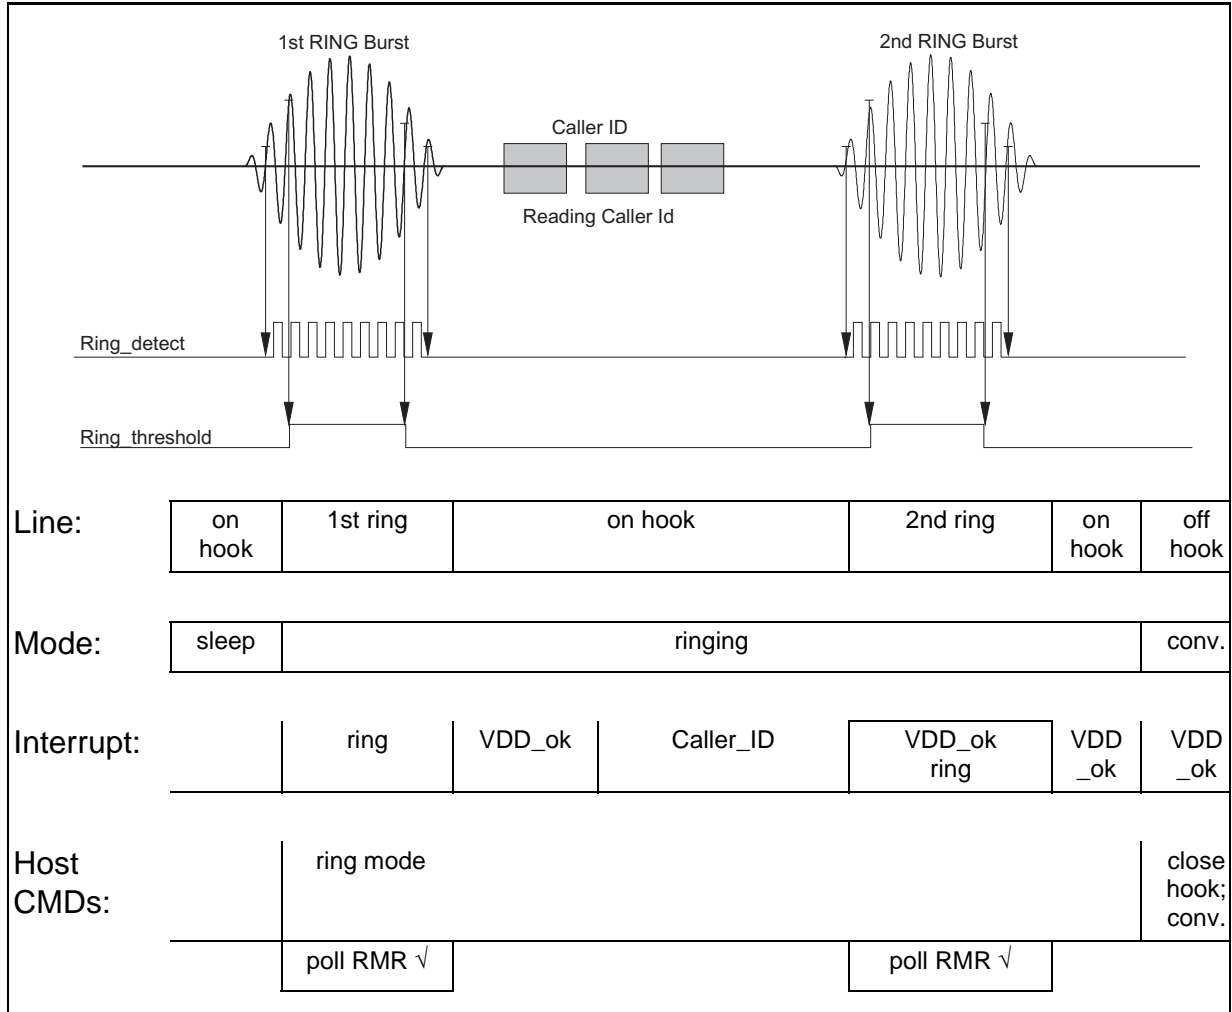 1st RING Burst
2nd RING Burst
Caller ID
Reading Caller Id
Ring_detect
Ring_threshold
Line:
on
hook
1st ring
on hook
2nd ring
on
hook
off
hook
Mode:
sleep
ringing
conv.
Interrupt:
ring
VDD_ok
Caller_ID
VDD_ok
ring
VDD
_ok
VDD
_ok
Host
CMDs:
ring mode
close
hook;
conv.
poll RMR √
poll RMR √